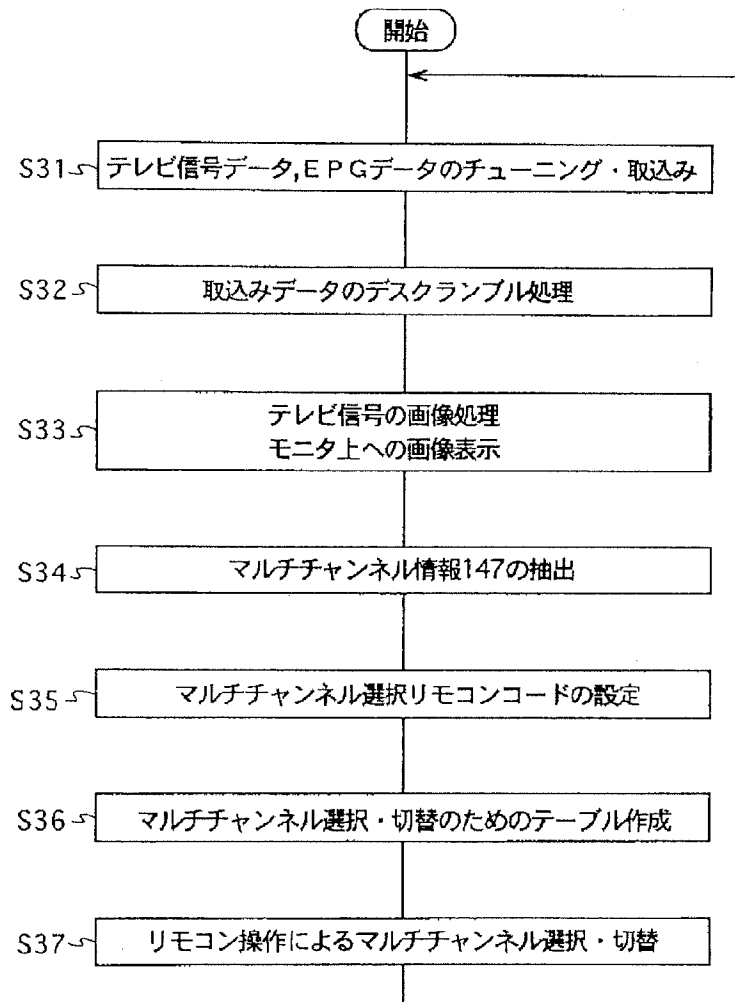 開始
S31 テレビ信号データ,EPGデータのチューニング・取込み
S32 取込みデータのデスクランブル処理
S33 テレビ信号の画像処理
モニタ上への画像表示
S34 マルチチャンネル情報147の抽出
S35 マルチチャンネル選択リモコンコードの設定
S36 マルチチャンネル選択・切替のためのテーブル作成
S37 リモコン操作によるマルチチャンネル選択・切替